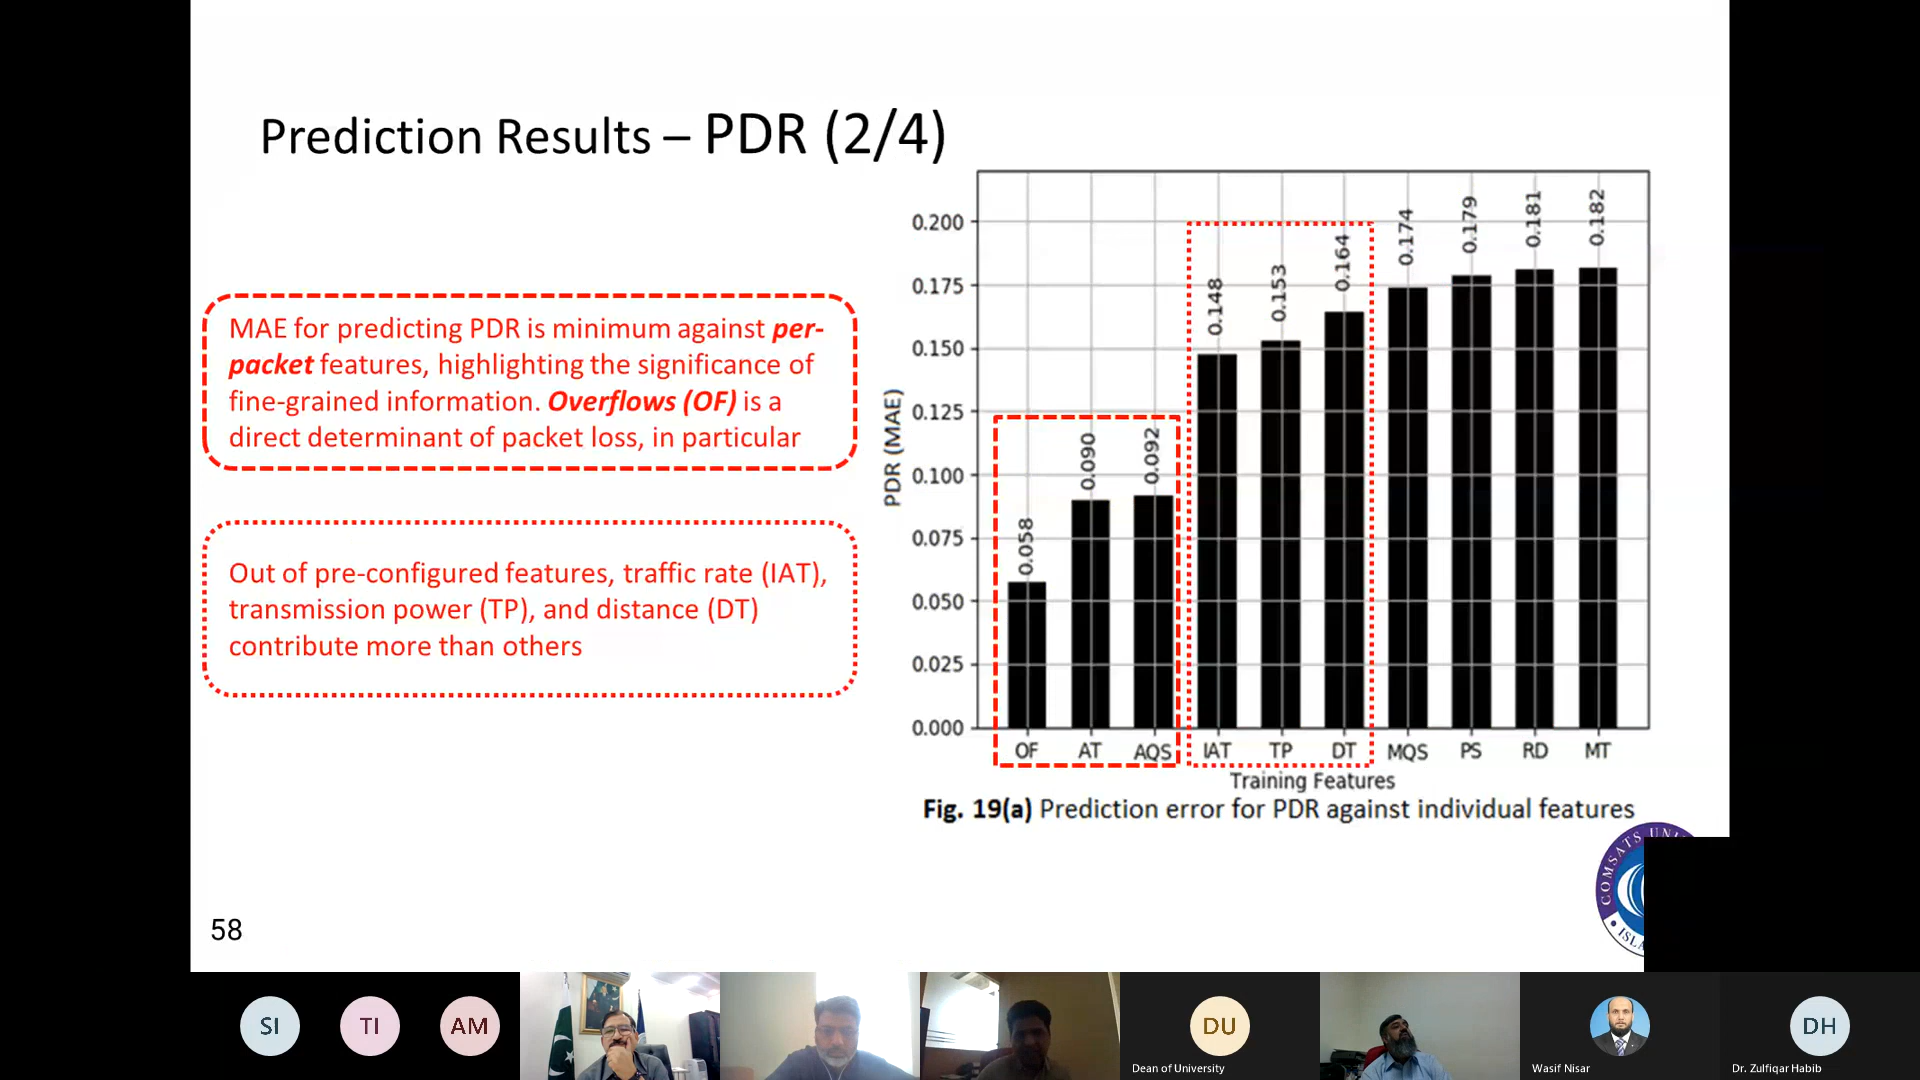 Prediction Results – PDR (2/4)
MAE for predicting PDR is minimum against per-
packet features, highlighting the significance of
fine-grained information. Overflows (OF) is a
direct determinant of packet loss, in particular
Out of pre-configured features, traffic rate (IAT),
transmission power (TP), and distance (DT)
contribute more than others
PDR (MAE)
0.200
0.175
0.150
0.125
0.100
0.075
0.050
0.025
0.000
0.058
0.090
0.092
0.148
0.153
0.164
0.174
0.179
0.181
0.182
OF AT AQS IAT TP DT MQS PS RD MT
Training Features
Fig. 19(a) Prediction error for PDR against individual features
COMSATS UNI
ISL
58
SI
TI
AM
DU
Dean of University
Wasif Nisar
DH
Dr. Zulfiqar Habib